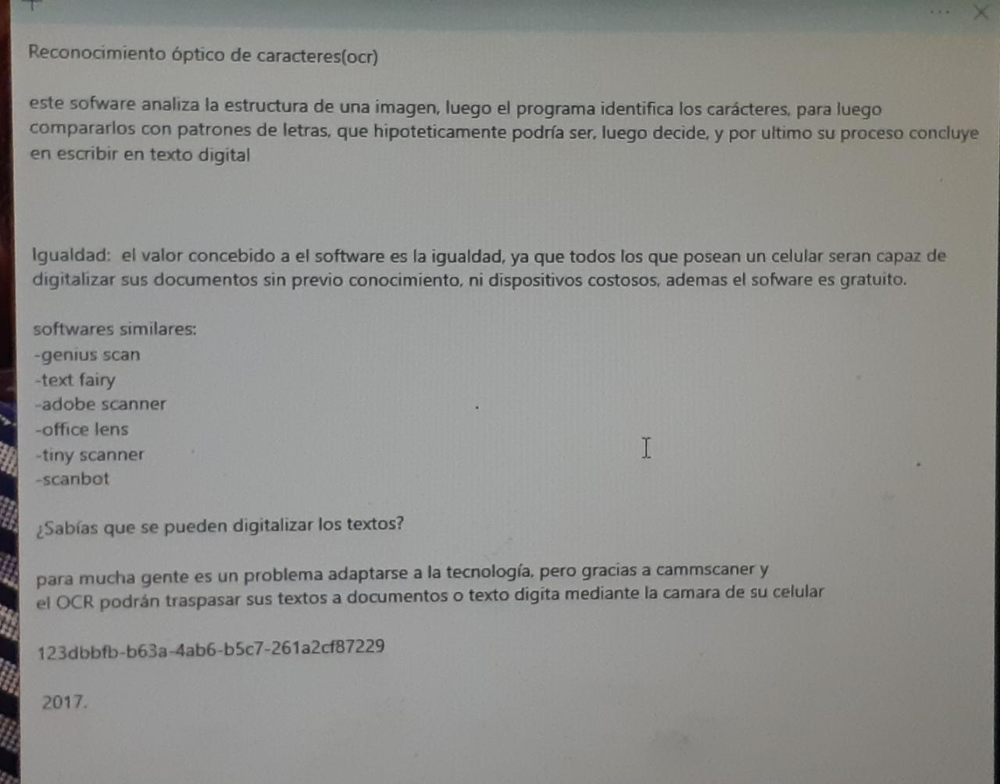 Reconocimiento óptico de caracteres(ocr)
este sofware analiza la estructura de una imagen, luego el programa identifica los carácteres, para luego
compararlos con patrones de letras, que hipoteticamente podría ser, luego decide, y por ultimo su proceso concluye
en escribir en texto digital
Igualdad:  el valor concebido a el software es la igualdad, ya que todos los que posean un celular seran capaz de
digitalizar sus documentos sin previo conocimiento, ni dispositivos costosos, ademas el sofware es gratuito.
softwares similares:
-genius scan
-text fairy
-adobe scanner
-office lens
-tiny scanner
-scanbot
¿Sabías que se pueden digitalizar los textos?
para mucha gente es un problema adaptarse a la tecnología, pero gracias a cammscaner y
el OCR podrán traspasar sus textos a documentos o texto digita mediante la camara de su celular
123dbbfb-b63a-4ab6-b5c7-261a2cf87229
2017.